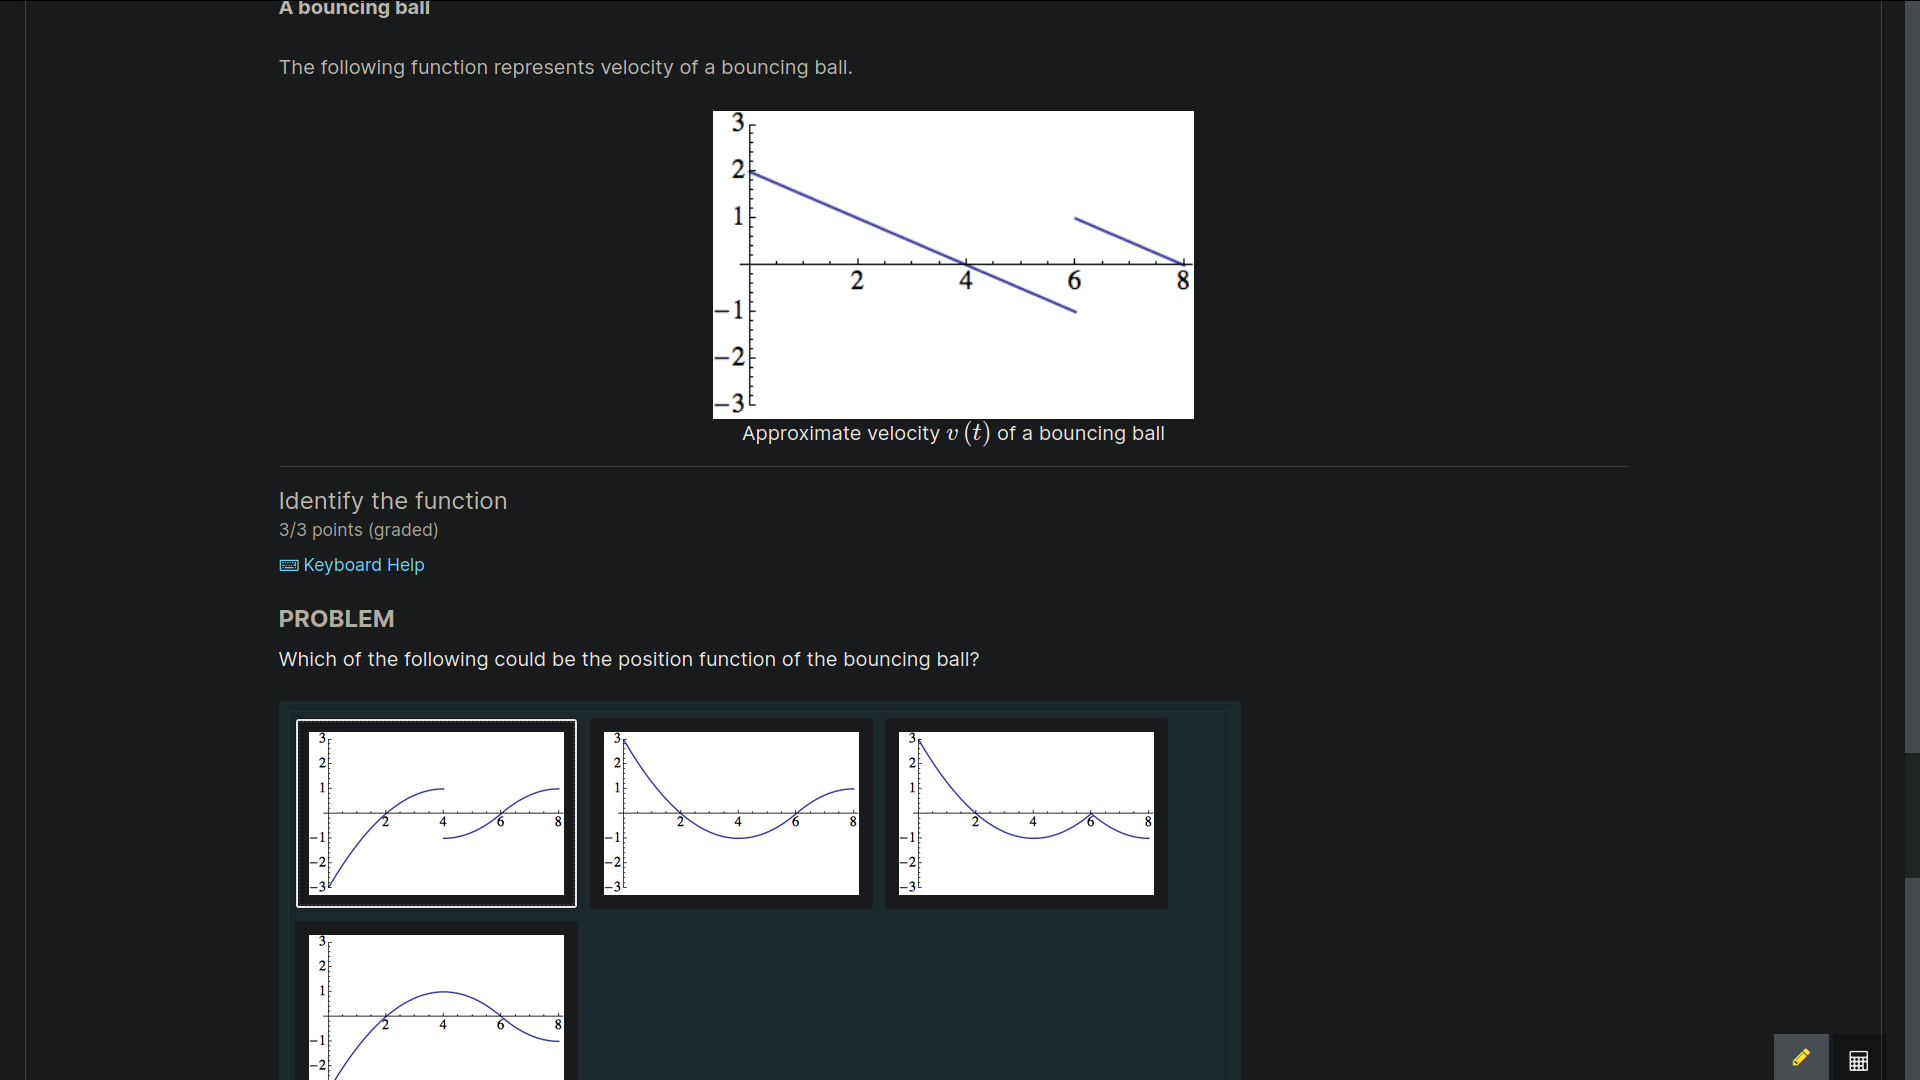 A bouncing ball
The following function represents velocity of a bouncing ball.
3
2
1
2 4 6 8
−1
−2
−3
Approximate velocity v (t) of a bouncing ball
Identify the function
3/3 points (graded)
Keyboard Help
PROBLEM
Which of the following could be the position function of the bouncing ball?
3
2
1
2 4 6 8
−1
−2
−3
3
2
1
2 4 6 8
−1
−2
−3
3
2
1
2 4 6 8
−1
−2
−3
3
2
1
2 4 6 8
−1
−2